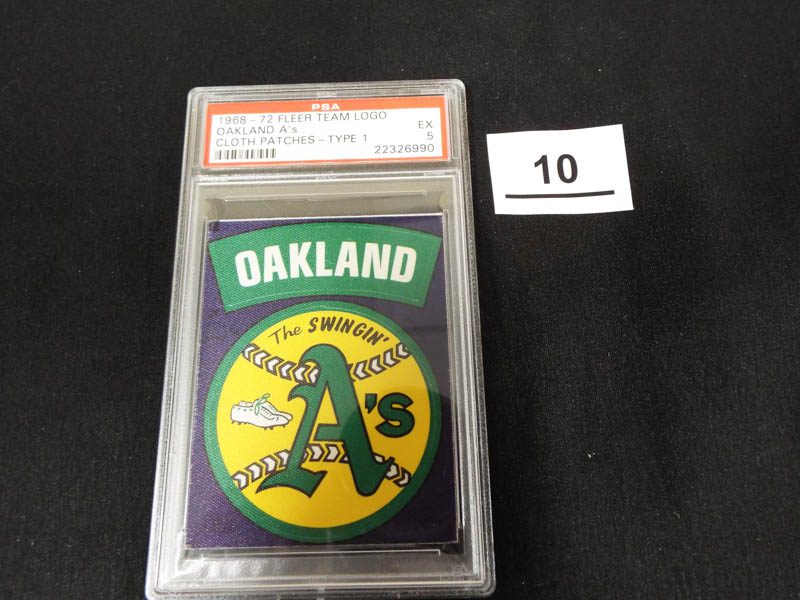 PSA
1968 – 72 FLEER TEAM LOGO
OAKLAND A's EX
CLOTH PATCHES – TYPE 1 5
22326990
10
OAKLAND
The SWINGIN'
A's